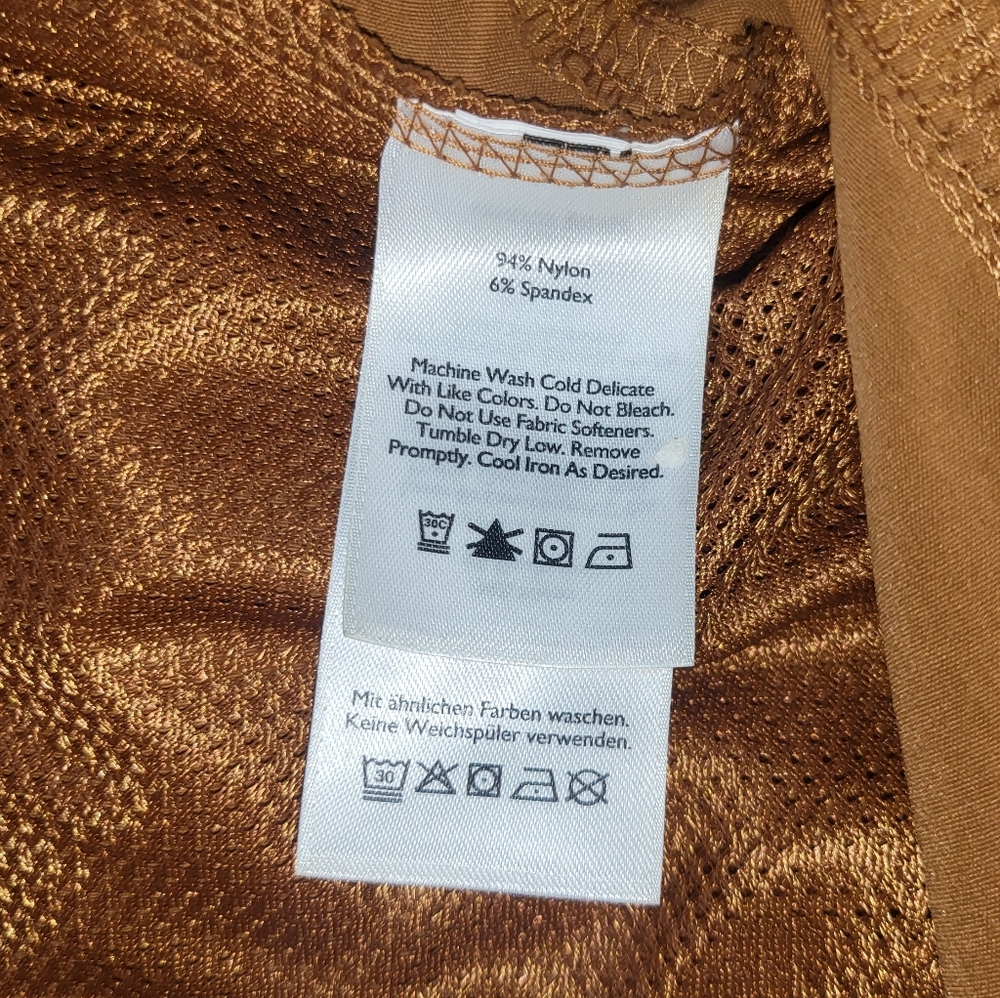 94% Nylon
6% Spandex
Machine Wash Cold Delicate
With Like Colors. Do Not Bleach.
Do Not Use Fabric Softeners.
Tumble Dry Low. Remove
Promptly. Cool Iron As Desired.
30C
Mit ähnlichen Farben waschen.
Keine Weichspüler verwenden.
30